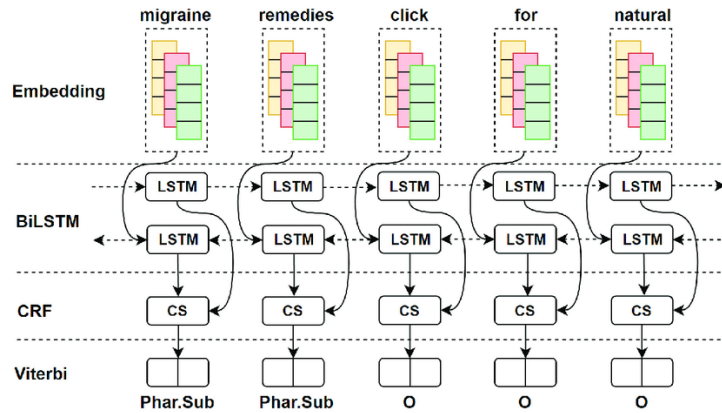 migraine remedies click for natural
Embedding
LSTM LSTM LSTM LSTM LSTM
BiLSTM
LSTM LSTM LSTM LSTM LSTM
CRF CS CS CS CS CS
Viterbi
Phar.Sub Phar.Sub O O O